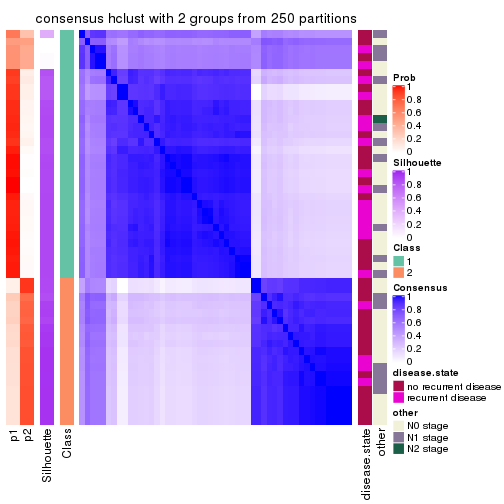 consensus hclust with 2 groups from 250 partitions
Prob
1
0.8
0.6
0.4
0.2
0
Silhouette
1
0.8
0.6
0.4
0.2
0
Class
1
2
Consensus
1
0.8
0.6
0.4
0.2
0
disease.state
no recurrent disease
recurrent disease
other
N0 stage
N1 stage
N2 stage
p1
p2
Silhouette
Class
disease.state
other